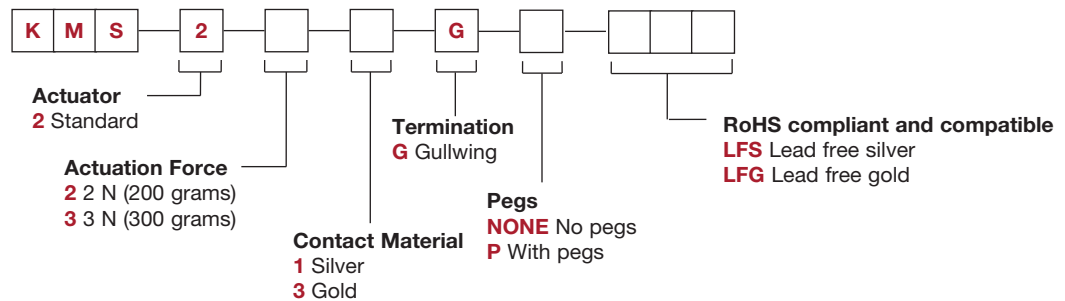 K M S 2 G
Actuator
2 Standard
Actuation Force
2 2 N (200 grams)
3 3 N (300 grams)
Contact Material
1 Silver
3 Gold
Termination
G Gullwing
Pegs
NONE No pegs
P With pegs
RoHS compliant and compatible
LFS Lead free silver
LFG Lead free gold